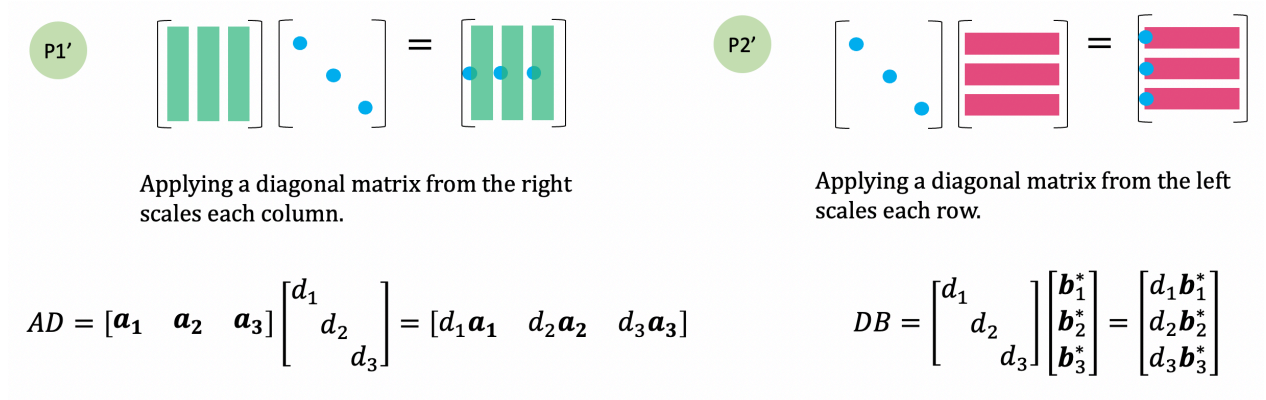 P1′
=
Applying a diagonal matrix from the right
scales each column.
AD = [a₁ a₂ a₃] [d₁ d₂ d₃] = [d₁a₁ d₂a₂ d₃a₃]
P2′
=
Applying a diagonal matrix from the left
scales each row.
DB = [d₁ d₂ d₃] [b₁* b₂* b₃*] = [d₁b₁* d₂b₂* d₃b₃*]